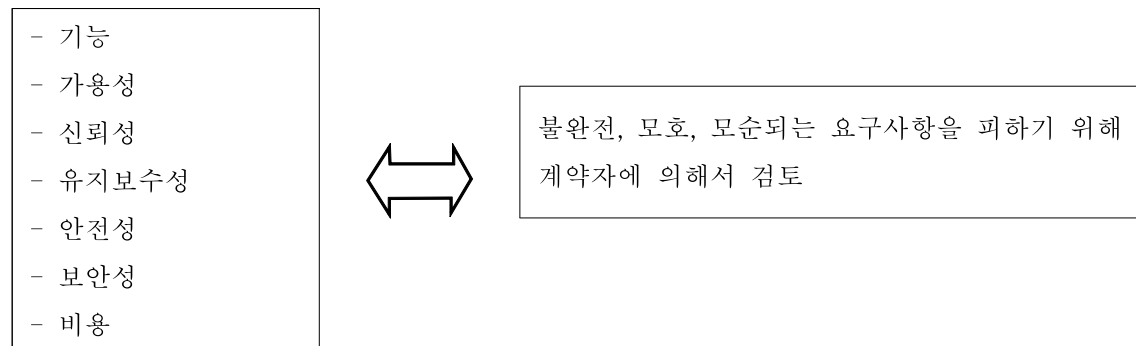 - 기능
- 가용성
- 신뢰성
- 유지보수성
- 안전성
- 보안성
- 비용
불완전, 모호, 모순되는 요구사항을 피하기 위해
계약자에 의해서 검토